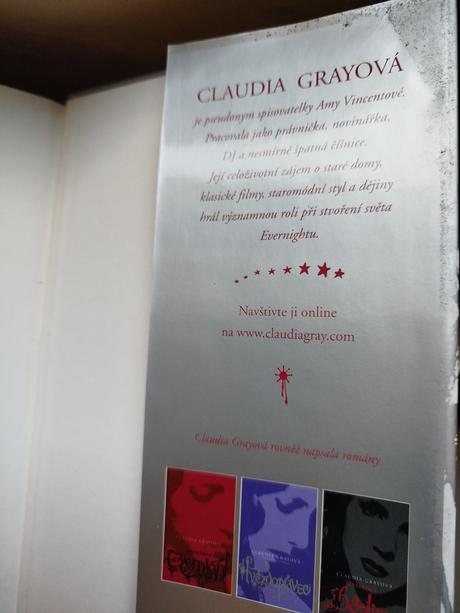 CLAUDIA GRAYOVÁ
je pseudonym spisovatelky Amy Vincentové.
Pracovala jako právnička, novinářka,
DJ a nesmírně špatná číšnice.
Její celoživotní zájem o staré domy,
klasické filmy, staromódní styl a dějiny
hrál významnou roli při stvoření světa
Evernightu.
Navštivte ji online
na www.claudiagray.com
Claudia Grayová rovněž napsala romány
CLAUDIA GRAYOVÁ
CLAUDIA GRAYOVÁ
Hvězdopravec
CLAUDIA GRAYOVÁ